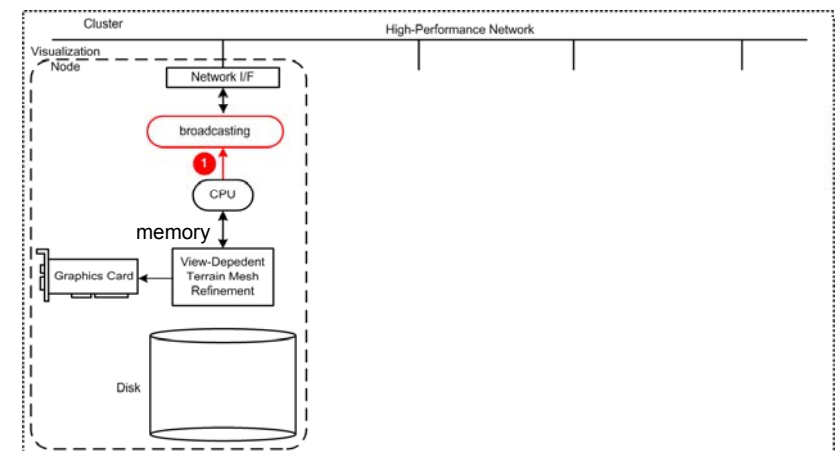 Cluster
High-Performance Network
Visualization
Node
Network I/F
broadcasting
1
CPU
memory
View-Depedent
Terrain Mesh
Refinement
Graphics Card
Disk